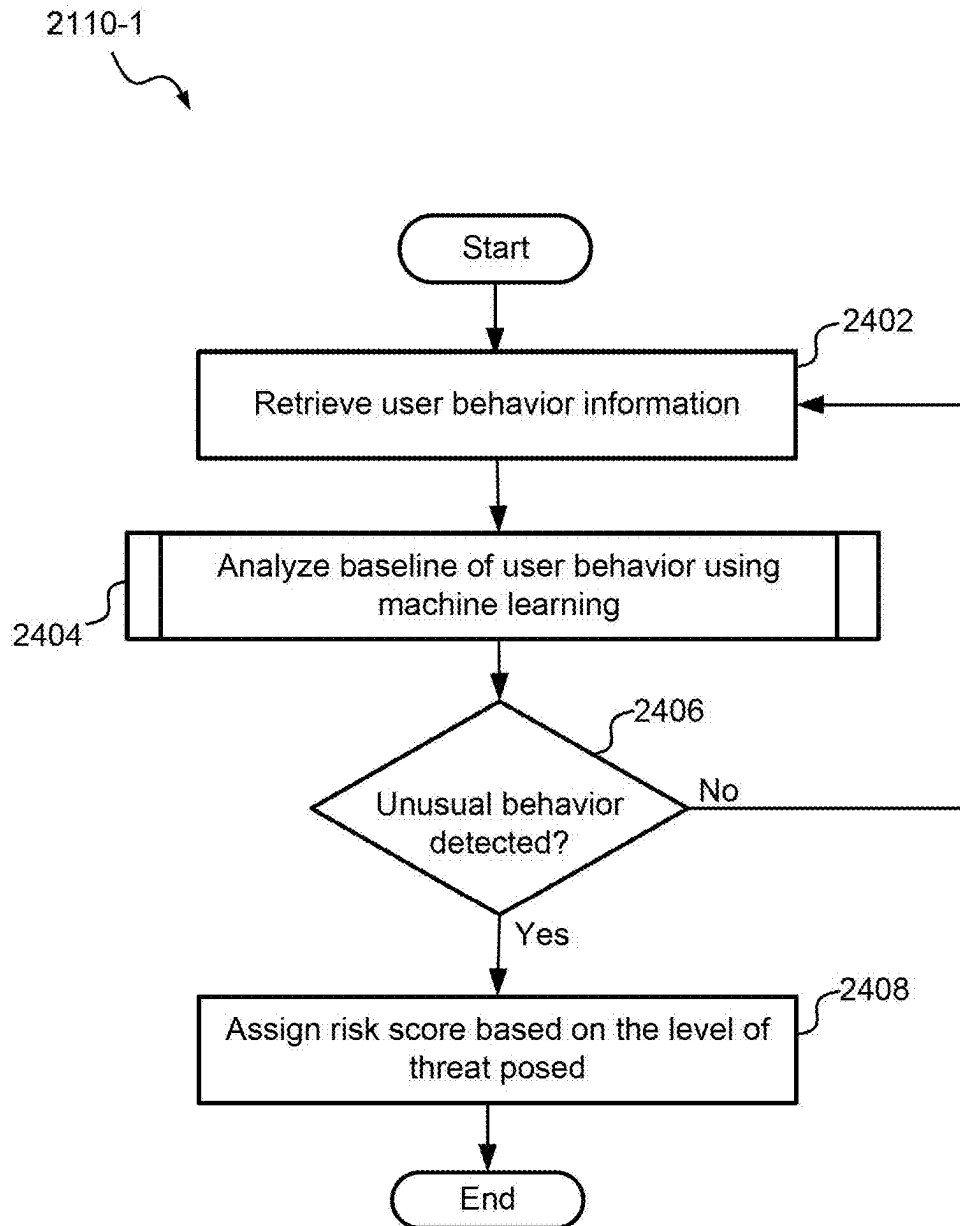 2110-1
Start
2402
Retrieve user behavior information
Analyze baseline of user behavior using
machine learning
2404
2406
Unusual behavior
detected?
No
Yes
2408
Assign risk score based on the level of
threat posed
End